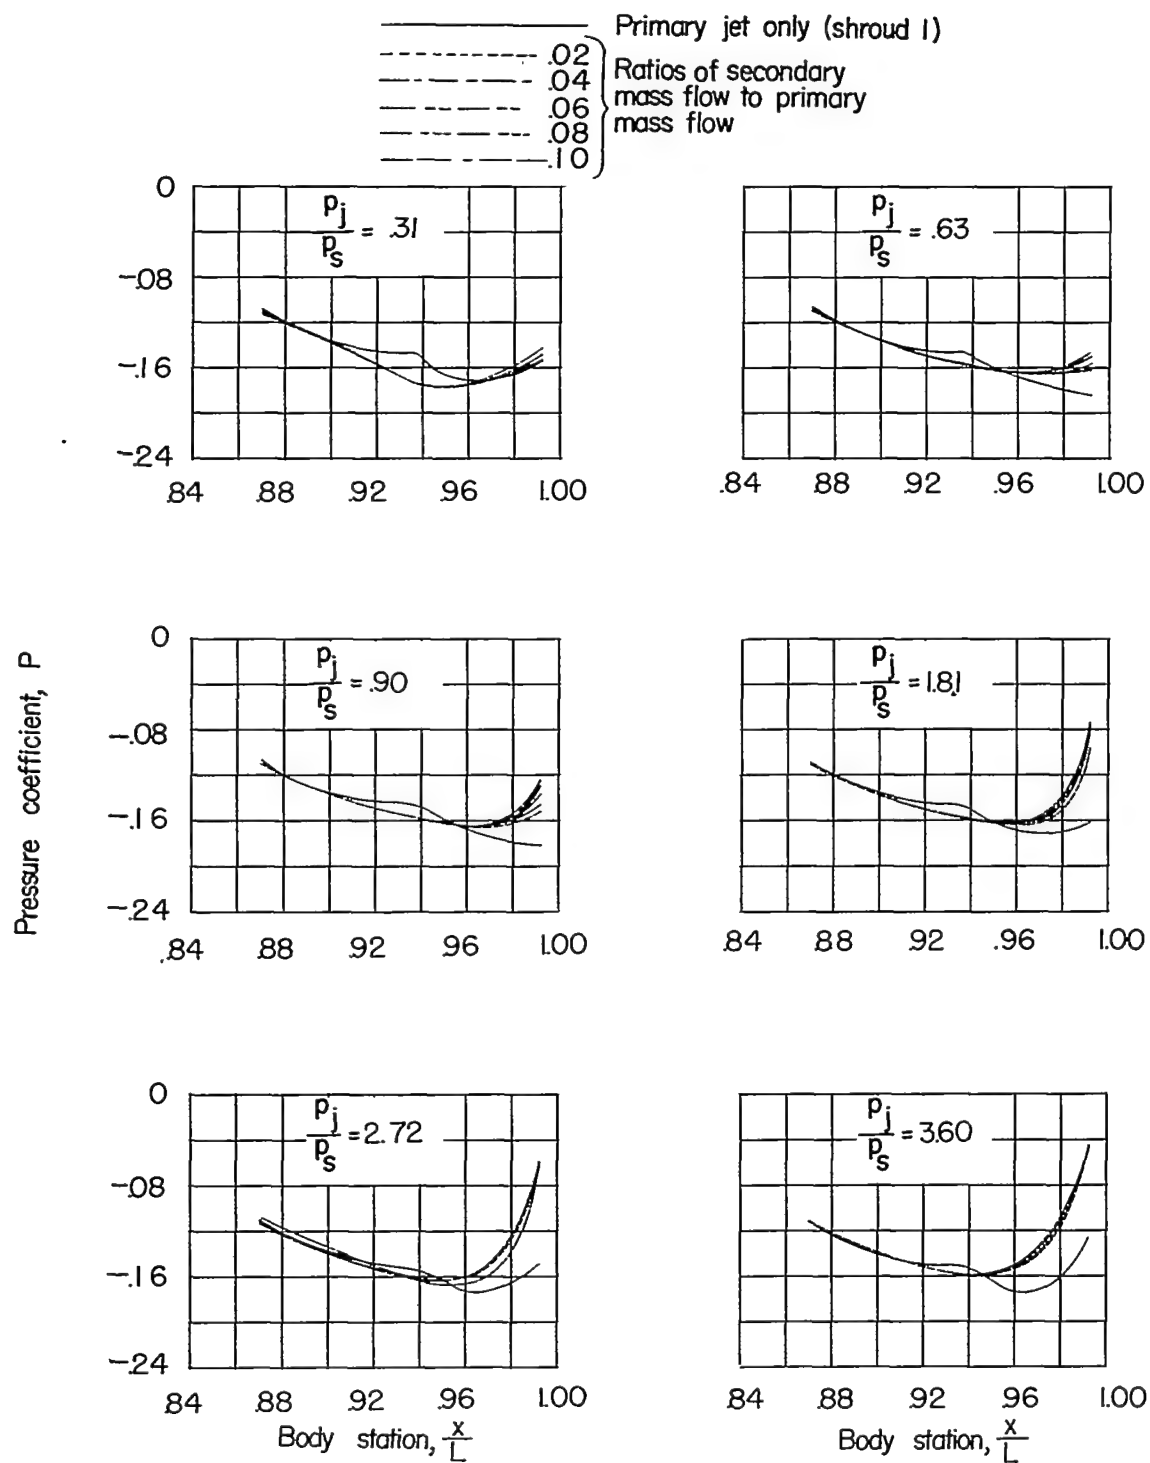 Primary jet only (shroud 1)
.02
.04
.06
.08
.10
Ratios of secondary
mass flow to primary
mass flow
Pressure coefficient, P
0
-.08
-.16
-.24
pj/ps = .31
.84 .88 .92 .96 1.00
pj/ps = .63
.84 .88 .92 .96 1.00
0
-.08
-.16
-.24
pj/ps = .90
.84 .88 .92 .96 1.00
pj/ps = 1.81
.84 .88 .92 .96 1.00
0
-.08
-.16
-.24
pj/ps = 2.72
.84 .88 .92 .96 1.00
Body station, x/L
pj/ps = 3.60
.84 .88 .92 .96 1.00
Body station, x/L